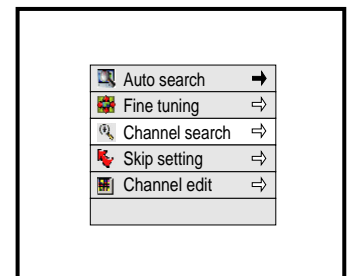 Auto search
Fine tuning
Channel search
Skip setting
Channel edit